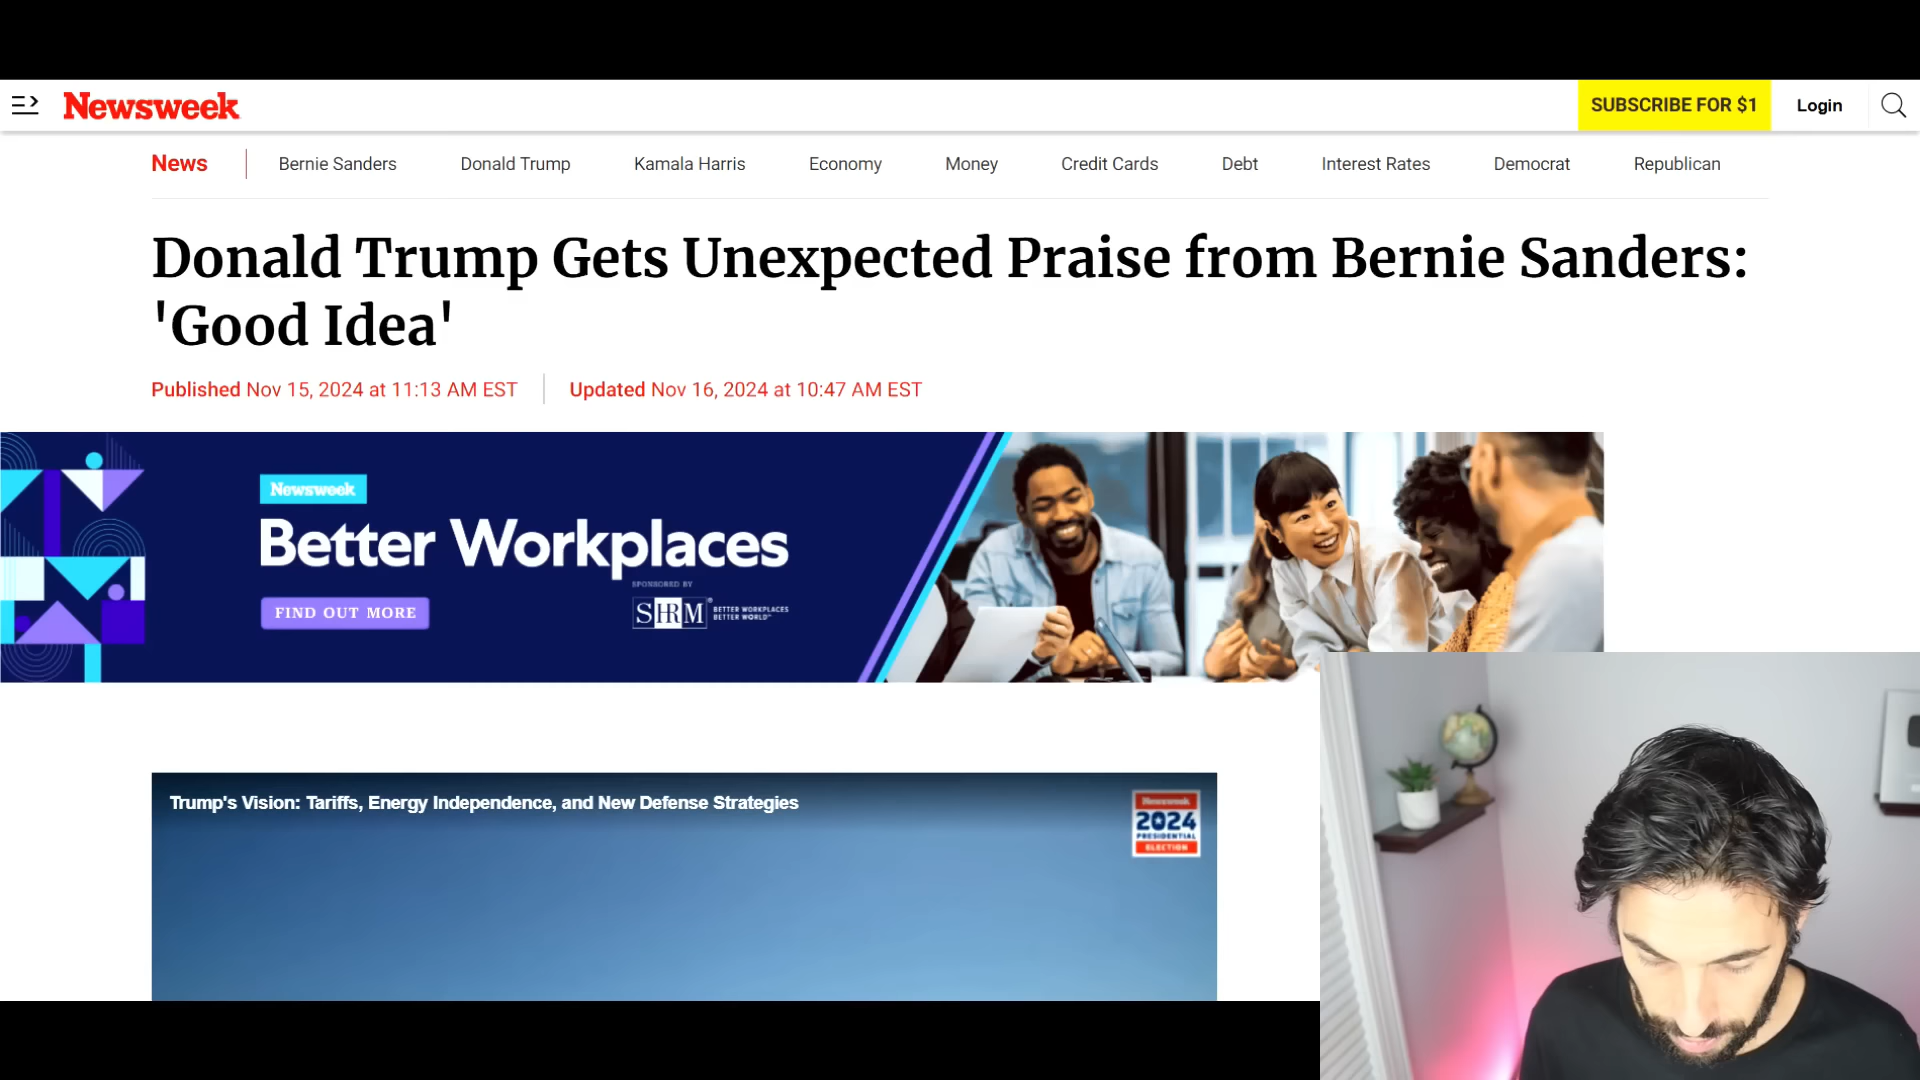 Newsweek
SUBSCRIBE FOR $1
Login
News
Bernie Sanders
Donald Trump
Kamala Harris
Economy
Money
Credit Cards
Debt
Interest Rates
Democrat
Republican
Donald Trump Gets Unexpected Praise from Bernie Sanders:
'Good Idea'
Published Nov 15, 2024 at 11:13 AM EST
Updated Nov 16, 2024 at 10:47 AM EST
Newsweek
Better Workplaces
SPONSORED BY
FIND OUT MORE
SHRM®
BETTER WORKPLACES
BETTER WORLD™
Trump's Vision: Tariffs, Energy Independence, and New Defense Strategies
Newsweek
2024
PRESIDENTIAL
ELECTION